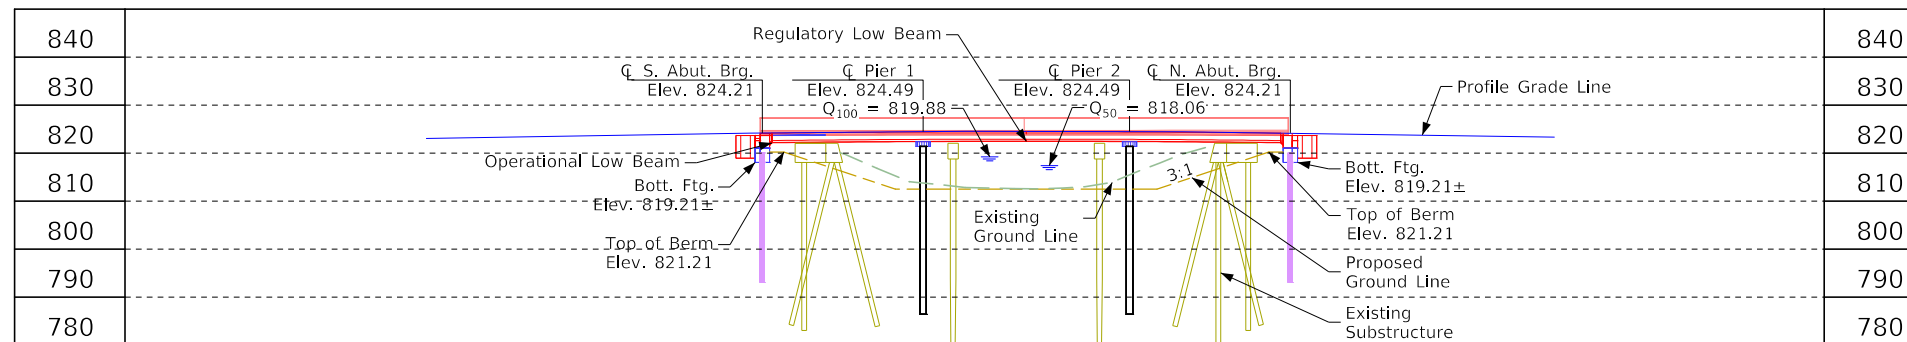 840
830
820
810
800
790
780
Regulatory Low Beam
℄ S. Abut. Brg.
Elev. 824.21
℄ Pier 1
Elev. 824.49
℄ Pier 2
Elev. 824.49
℄ N. Abut. Brg.
Elev. 824.21
Q100 = 819.88
Q50 = 818.06
Profile Grade Line
Operational Low Beam
Bott. Ftg.
Elev. 819.21±
Top of Berm
Elev. 821.21
Existing
Ground Line
3:1
Bott. Ftg.
Elev. 819.21±
Top of Berm
Elev. 821.21
Proposed
Ground Line
Existing
Substructure
840
830
820
810
800
790
780